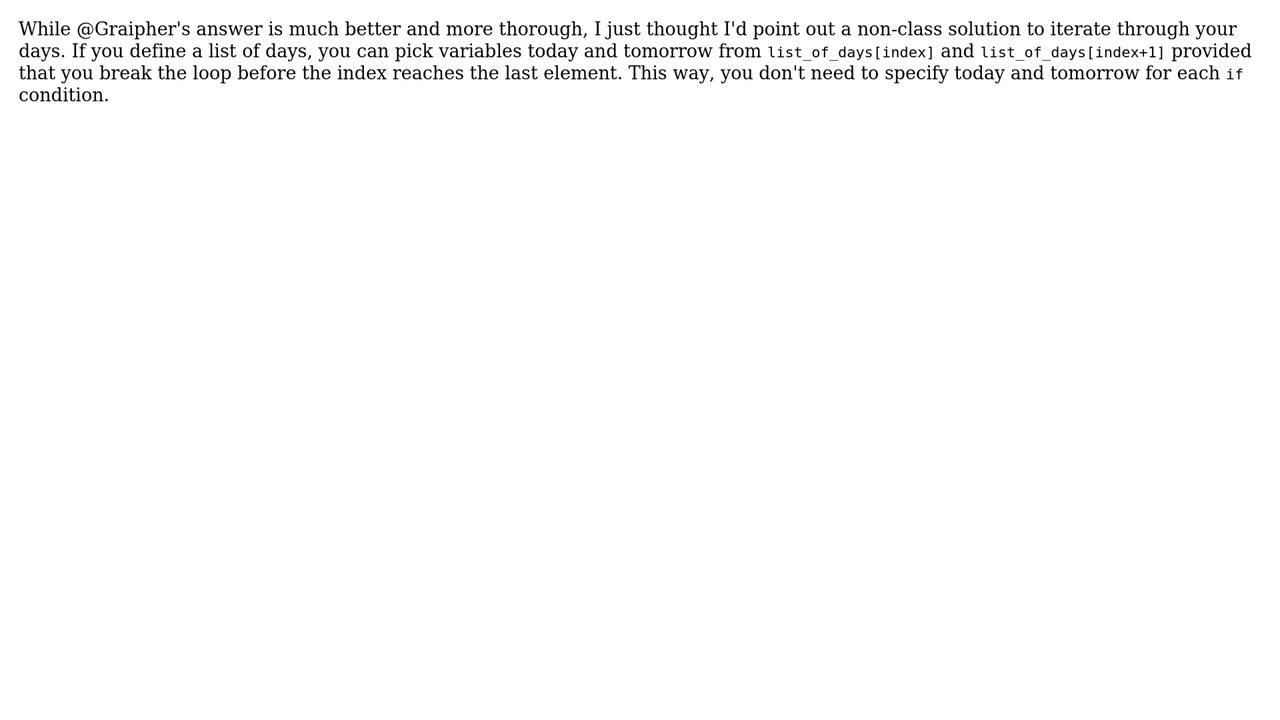 While @Graipher's answer is much better and more thorough, I just thought I'd point out a non-class solution to iterate through your
days. If you define a list of days, you can pick variables today and tomorrow from list_of_days[index] and list_of_days[index+1] provided
that you break the loop before the index reaches the last element. This way, you don't need to specify today and tomorrow for each if
condition.